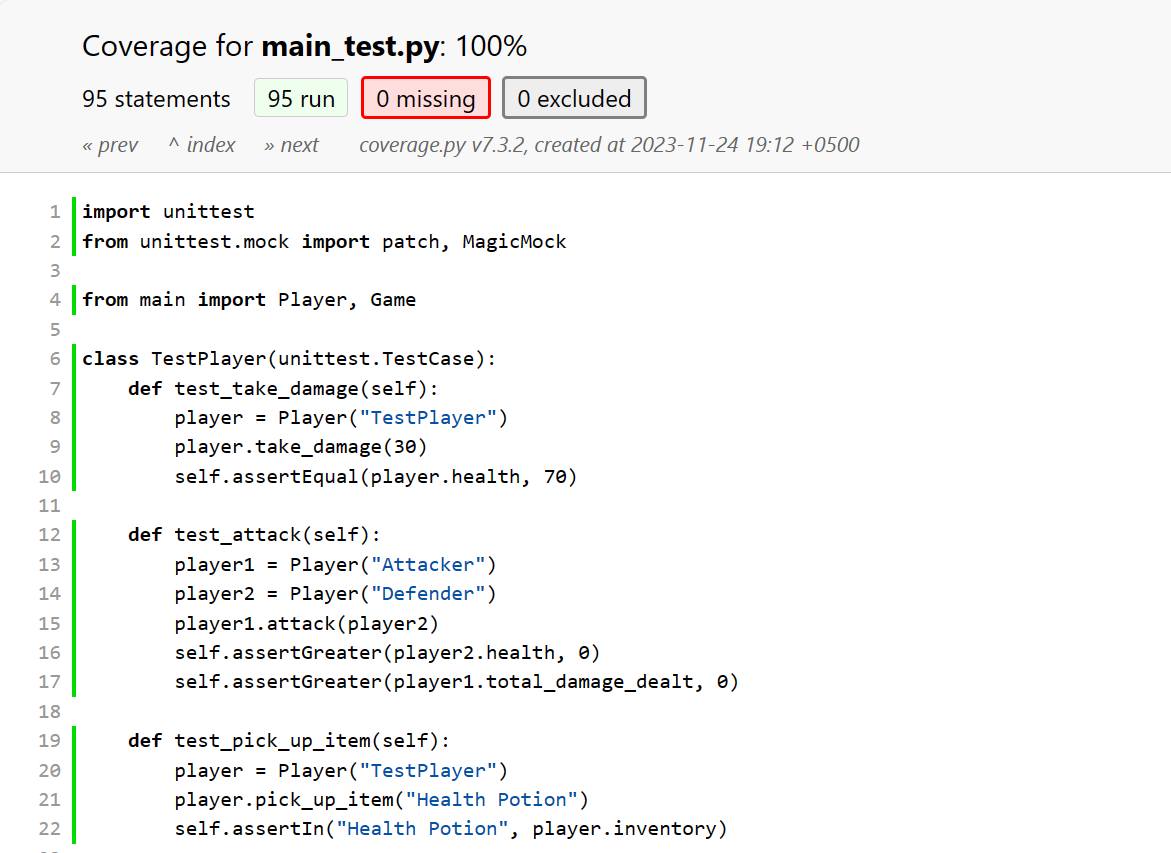 Coverage for main_test.py: 100%
95 statements 95 run 0 missing 0 excluded
« prev ^ index » next coverage.py v7.3.2, created at 2023-11-24 19:12 +0500
1 import unittest
2 from unittest.mock import patch, MagicMock
3
4 from main import Player, Game
5
6 class TestPlayer(unittest.TestCase):
7     def test_take_damage(self):
8         player = Player("TestPlayer")
9         player.take_damage(30)
10         self.assertEqual(player.health, 70)
11
12     def test_attack(self):
13         player1 = Player("Attacker")
14         player2 = Player("Defender")
15         player1.attack(player2)
16         self.assertGreater(player2.health, 0)
17         self.assertGreater(player1.total_damage_dealt, 0)
18
19     def test_pick_up_item(self):
20         player = Player("TestPlayer")
21         player.pick_up_item("Health Potion")
22         self.assertIn("Health Potion", player.inventory)